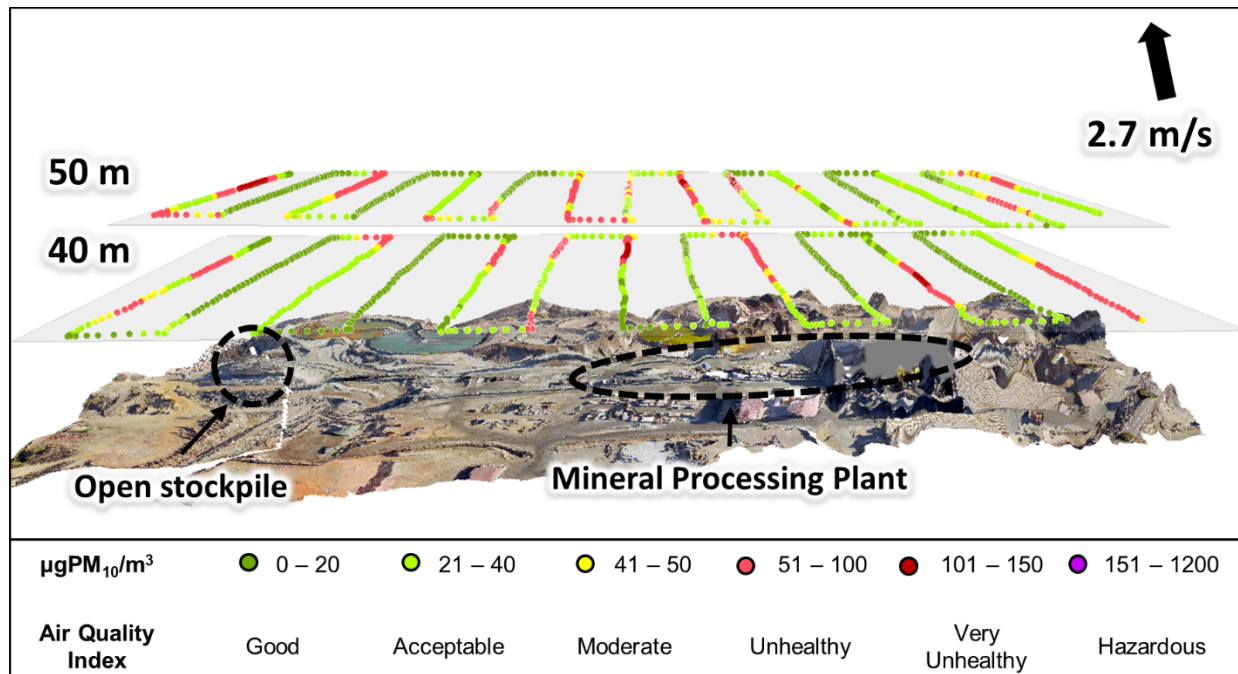 2.7 m/s
50 m
40 m
Open stockpile
Mineral Processing Plant
µgPM₁₀/m³ 0 – 20 21 – 40 41 – 50 51 – 100 101 – 150 151 – 1200
Air Quality
Index
Good Acceptable Moderate Unhealthy
Very
Unhealthy
Hazardous